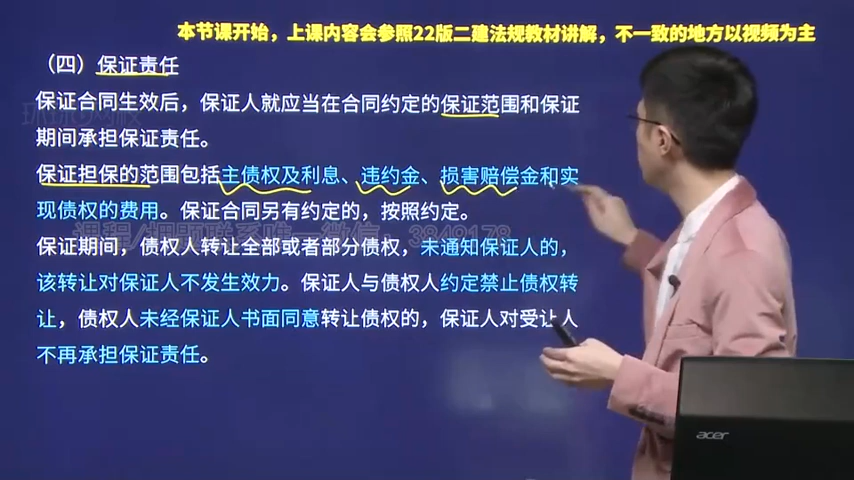 本节课开始，上课内容会参照22版二建法规教材讲解，不一致的地方以视频为主
（四）保证责任
保证合同生效后，保证人就应当在合同约定的保证范围和保证
期间承担保证责任。
保证担保的范围包括主债权及利息、违约金、损害赔偿金和实
现债权的费用。保证合同另有约定的，按照约定。
保证期间，债权人转让全部或者部分债权，未通知保证人的，
该转让对保证人不发生效力。保证人与债权人约定禁止债权转
让，债权人未经保证人书面同意转让债权的，保证人对受让人
不再承担保证责任。
acer